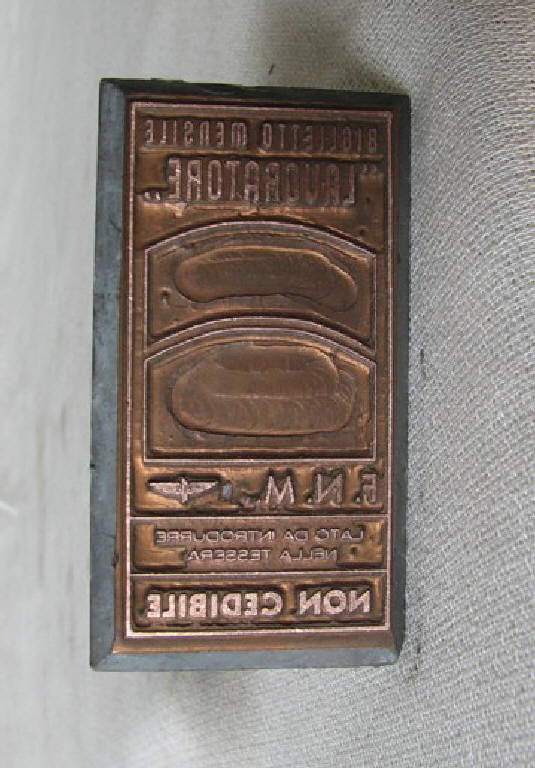 BIGLIETTO MENSILE
"LAVORATORE"
F. N. M.
LATO DA INTRODURRE
NELLA TESSERA
NON CEDIBILE